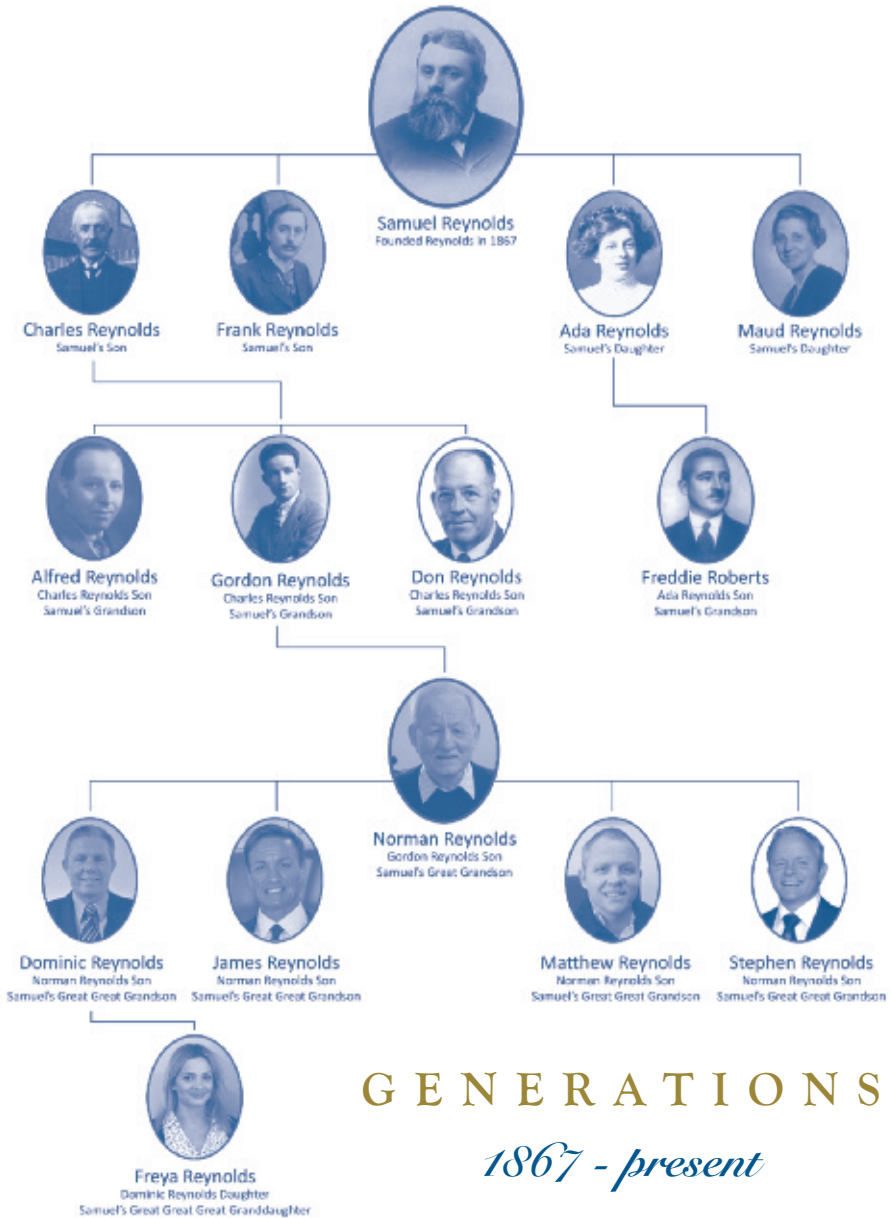 Samuel Reynolds
Founded Reynolds in 1867
Charles Reynolds
Samuel's Son
Frank Reynolds
Samuel's Son
Ada Reynolds
Samuel's Daughter
Maud Reynolds
Samuel's Daughter
Alfred Reynolds
Charles Reynolds Son
Samuel's Grandson
Gordon Reynolds
Charles Reynolds Son
Samuel's Grandson
Don Reynolds
Charles Reynolds Son
Samuel's Grandson
Freddie Roberts
Ada Reynolds Son
Samuel's Grandson
Norman Reynolds
Gordon Reynolds Son
Samuel's Great Grandson
Dominic Reynolds
Norman Reynolds Son
Samuel's Great Great Grandson
James Reynolds
Norman Reynolds Son
Samuel's Great Great Grandson
Matthew Reynolds
Norman Reynolds Son
Samuel's Great Great Grandson
Stephen Reynolds
Norman Reynolds Son
Samuel's Great Great Grandson
Freya Reynolds
Dominic Reynolds Daughter
Samuel's Great Great Great Granddaughter
GENERATIONS
1867 - present